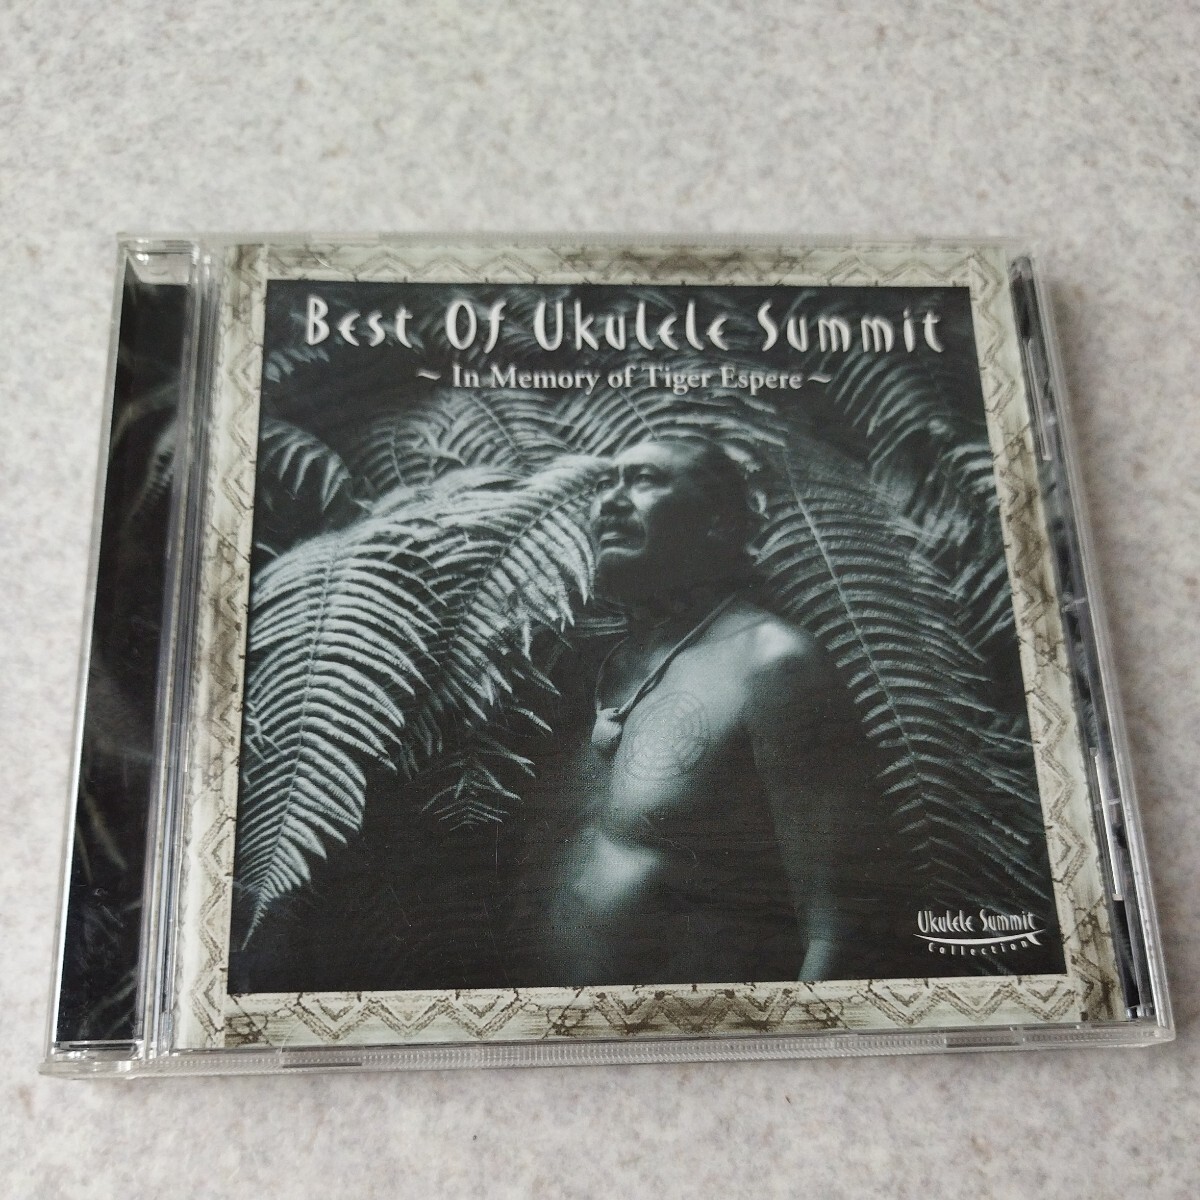 Best Of Ukulele Summit
~ In Memory of Tiger Espere ~
Ukulele Summit
Collection